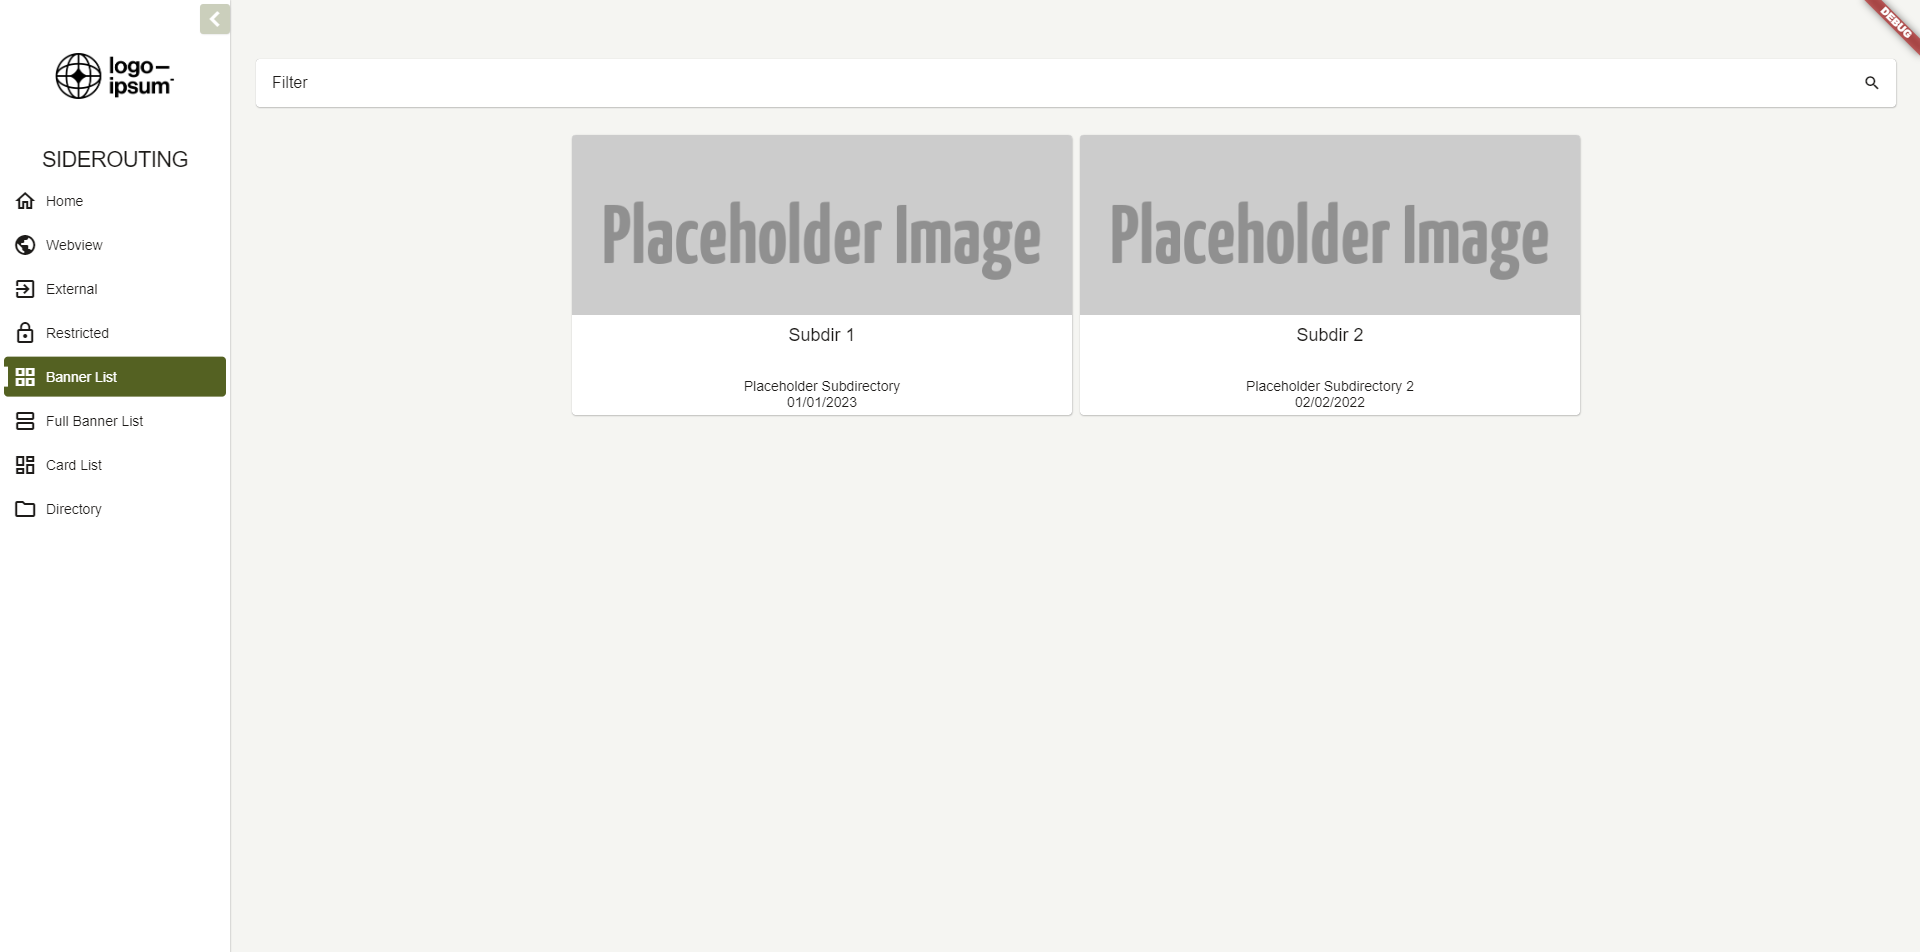 logo-
ipsum
SIDEROUTING
Home
Webview
External
Restricted
Banner List
Full Banner List
Card List
Directory
DEBUG
Filter
Placeholder Image
Subdir 1
Placeholder Subdirectory
01/01/2023
Placeholder Image
Subdir 2
Placeholder Subdirectory 2
02/02/2022